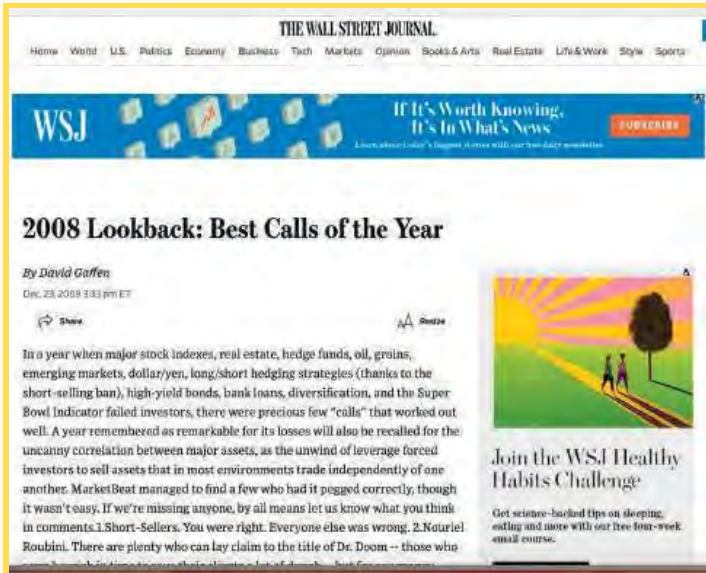 THE WALL STREET JOURNAL.
Home World U.S. Politics Economy Business Tech Markets Opinion Books & Arts Real Estate Life & Work Style Sports
WSJ
If It's Worth Knowing,
It's In What's News
Learn about today's biggest stories with our free daily newsletter.
SUBSCRIBE
2008 Lookback: Best Calls of the Year
By David Gaffen
Dec. 23, 2008 3:33 pm ET
Share
AA Resize
In a year when major stock indexes, real estate, hedge funds, oil, grains,
emerging markets, dollar/yen, long/short hedging strategies (thanks to the
short-selling ban), high-yield bonds, bank loans, diversification, and the Super
Bowl Indicator failed investors, there were precious few "calls" that worked out
well. A year remembered as remarkable for its losses will also be recalled for the
uncanny correlation between major assets, as the unwind of leverage forced
investors to sell assets that in most environments trade independently of one
another. MarketBeat managed to find a few who had it pegged correctly, though
it wasn't easy. If we're missing anyone, by all means let us know what you think
in comments.1.Short-Sellers. You were right. Everyone else was wrong. 2.Nouriel
Roubini. There are plenty who can lay claim to the title of Dr. Doom -- those who
Join the WSJ Healthy
Habits Challenge
Get science-backed tips on sleeping,
eating and more with our free four-week
email course.